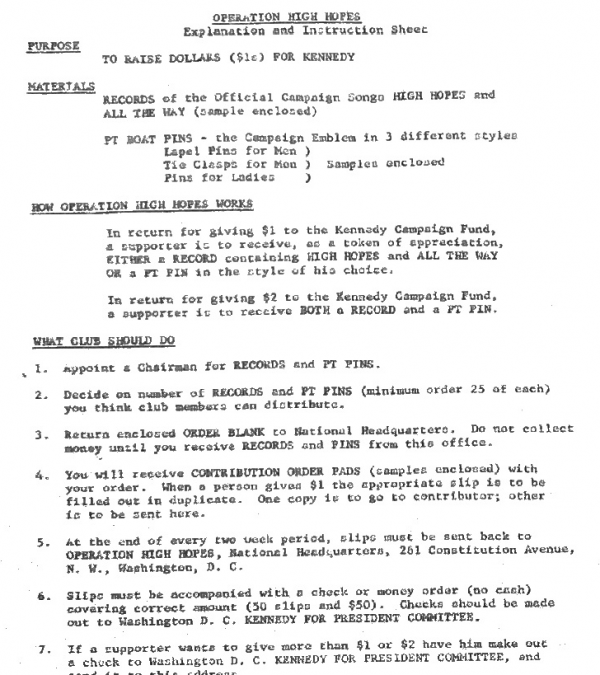 OPERATION HIGH HOPES
Explanation and Instruction Sheet
PURPOSE
TO RAISE DOLLARS ($1s) FOR KENNEDY
MATERIALS
RECORDS of the Official Campaign Songs HIGH HOPES and
ALL THE WAY (sample enclosed)
PT BOAT PINS - the Campaign Emblem in 3 different styles
Lapel Pins for Men )
Tie Clasps for Men ) Samples enclosed
Pins for Ladies )
HOW OPERATION HIGH HOPES WORKS
In return for giving $1 to the Kennedy Campaign Fund,
a supporter is to receive, as a token of appreciation,
EITHER a RECORD containing HIGH HOPES and ALL THE WAY
OR a PT PIN in the style of his choice.
In return for giving $2 to the Kennedy Campaign Fund,
a supporter is to receive BOTH a RECORD and a PT PIN.
WHAT CLUB SHOULD DO
1. Appoint a Chairman for RECORDS and PT PINS.
2. Decide on number of RECORDS and PT PINS (minimum order 25 of each)
you think club members can distribute.
3. Return enclosed ORDER BLANK to National Headquarters. Do not collect
money until you receive RECORDS and PINS from this office.
4. You will receive CONTRIBUTION ORDER PADS (samples enclosed) with
your order. When a person gives $1 the appropriate slip is to be
filled out in duplicate. One copy is to go to contributor; other
is to be sent here.
5. At the end of every two week period, slips must be sent back to
OPERATION HIGH HOPES, National Headquarters, 261 Constitution Avenue,
N. W., Washington, D. C.
6. Slips must be accompanied with a check or money order (no cash)
covering correct amount (50 slips and $50). Checks should be made
out to Washington D. C. KENNEDY FOR PRESIDENT COMMITTEE.
7. If a supporter wants to give more than $1 or $2 have him make out
a check to Washington D. C. KENNEDY FOR PRESIDENT COMMITTEE, and
send it to this address